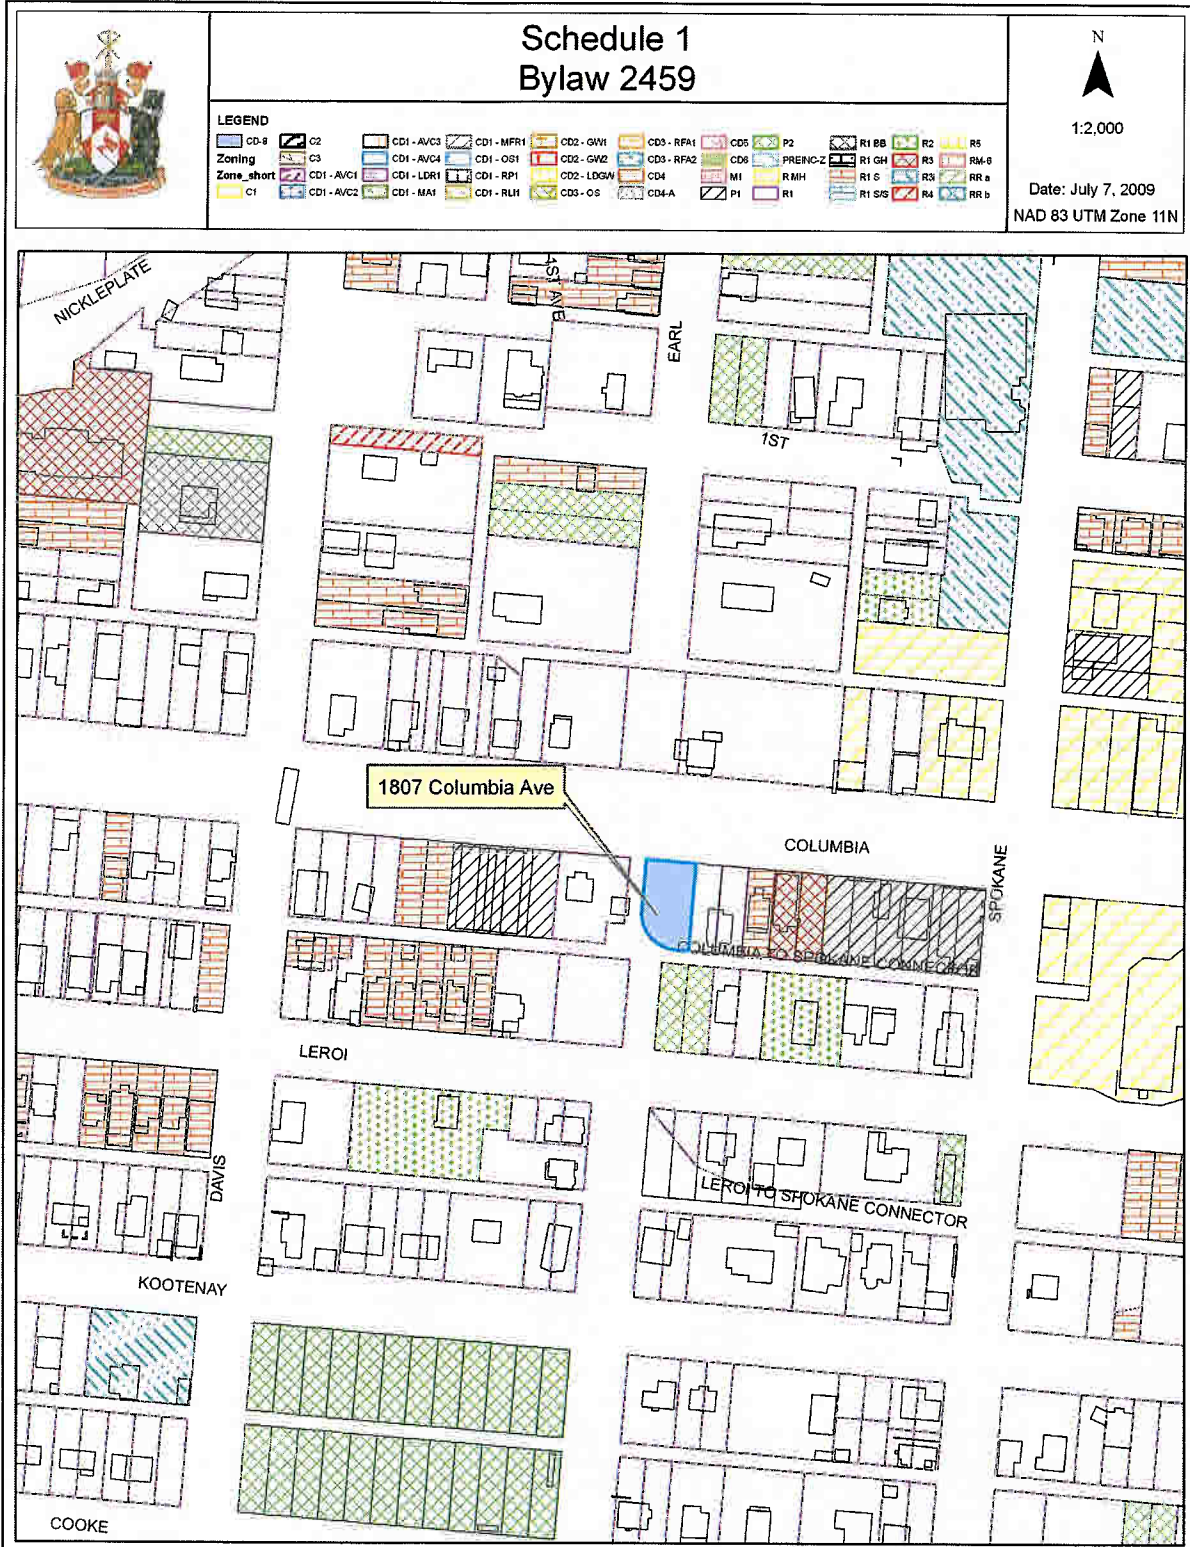 Schedule 1
Bylaw 2459
N
1:2,000
Date: July 7, 2009
NAD 83 UTM Zone 11N
LEGEND
CD-8 C2 CD1 - AVC3 CD1 - MFR1 CD2 - GW1 CD3 - RFA1 CD5 P2 R1 BB R2 R5
Zoning C3 CD1 - AVC4 CD1 - OS1 CD2 - GW2 CD3 - RFA2 CD6 PREINC-Z R1 GH R3 RM-6
Zone_short CD1 - AVC1 CD1 - LDR1 CD1 - RP1 CD2 - LDGW CD4 M1 RMH R1 S R3i RR a
C1 CD1 - AVC2 CD1 - MA1 CD1 - RLI1 CD3 - OS CD4-A P1 R1 R1 S/S R4 RR b
NICKLEPLATE
1ST AVE
EARL
1ST
1807 Columbia Ave
COLUMBIA
SPOKANE
COLUMBIA TO SPOKANE CONNECTOR
LEROI
DAVIS
LEROI TO SPOKANE CONNECTOR
KOOTENAY
COOKE